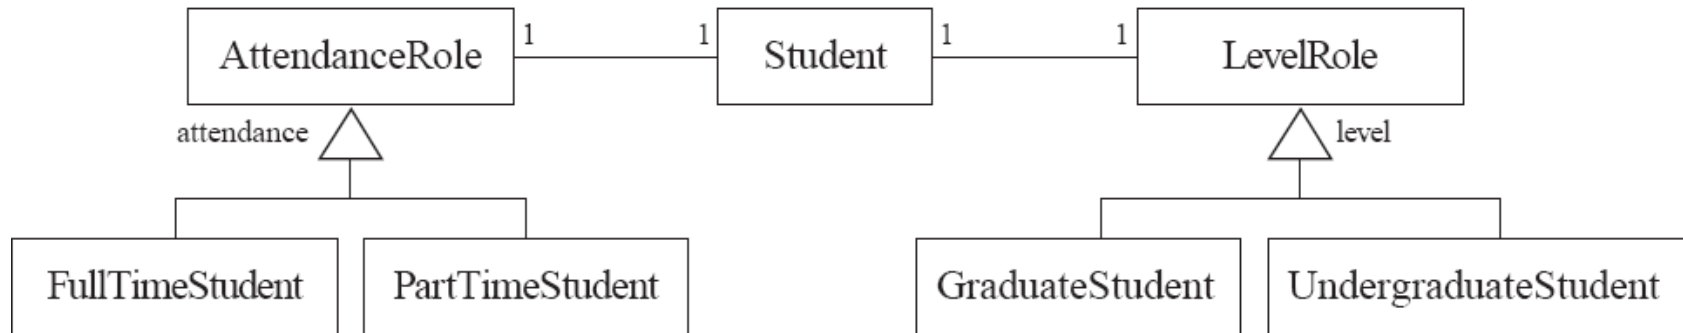 AttendanceRole 1 1 Student 1 1 LevelRole
attendance level
FullTimeStudent PartTimeStudent GraduateStudent UndergraduateStudent